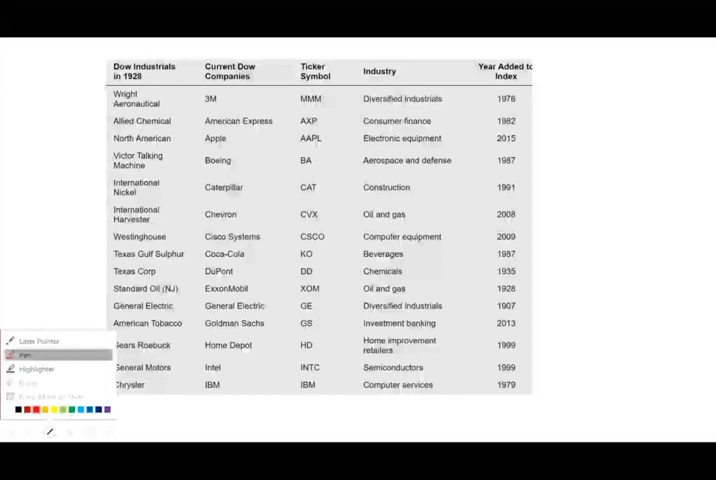 Dow Industrials in 1928 Current Dow Companies Ticker Symbol Industry Year Added to Index
Wright Aeronautical 3M MMM Diversified industrials 1976
Allied Chemical American Express AXP Consumer finance 1982
North American Apple AAPL Electronic equipment 2015
Victor Talking Machine Boeing BA Aerospace and defense 1987
International Nickel Caterpillar CAT Construction 1991
International Harvester Chevron CVX Oil and gas 2008
Westinghouse Cisco Systems CSCO Computer equipment 2009
Texas Gulf Sulphur Coca-Cola KO Beverages 1987
Texas Corp DuPont DD Chemicals 1935
Standard Oil (NJ) ExxonMobil XOM Oil and gas 1928
General Electric General Electric GE Diversified Industrials 1907
American Tobacco Goldman Sachs GS Investment banking 2013
Sears Roebuck Home Depot HD Home improvement retailers 1999
General Motors Intel INTC Semiconductors 1999
Chrysler IBM IBM Computer services 1979
Laser Pointer
Pen
Highlighter